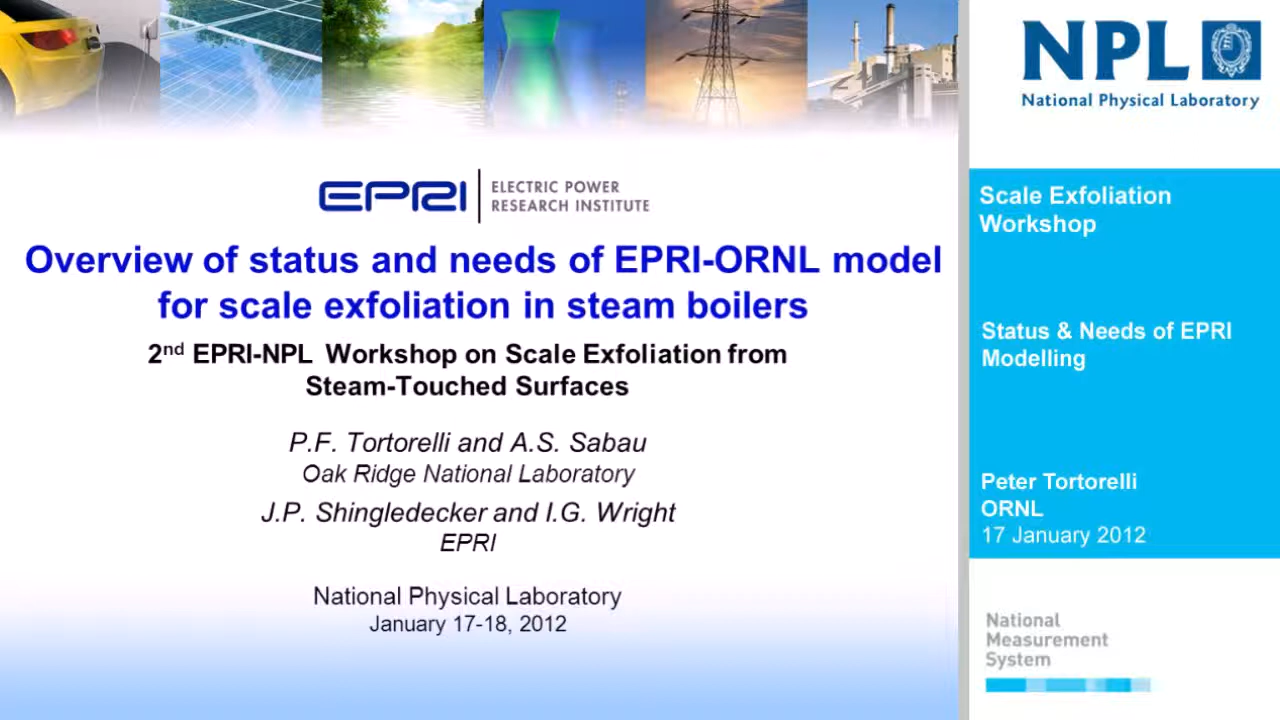 EPRI
ELECTRIC POWER
RESEARCH INSTITUTE
Overview of status and needs of EPRI-ORNL model
for scale exfoliation in steam boilers
2nd EPRI-NPL Workshop on Scale Exfoliation from
Steam-Touched Surfaces
P.F. Tortorelli and A.S. Sabau
Oak Ridge National Laboratory
J.P. Shingledecker and I.G. Wright
EPRI
National Physical Laboratory
January 17-18, 2012
NPL
National Physical Laboratory
Scale Exfoliation
Workshop
Status & Needs of EPRI
Modelling
Peter Tortorelli
ORNL
17 January 2012
National
Measurement
System